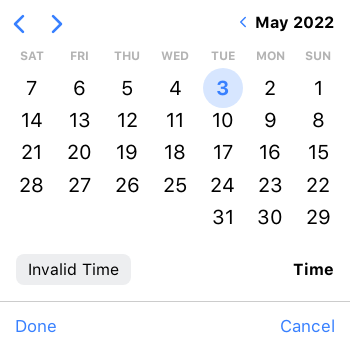 May 2022
SAT FRI THU WED TUE MON SUN
7 6 5 4 3 2 1
14 13 12 11 10 9 8
21 20 19 18 17 16 15
28 27 26 25 24 23 22
31 30 29
Invalid Time Time
Done Cancel